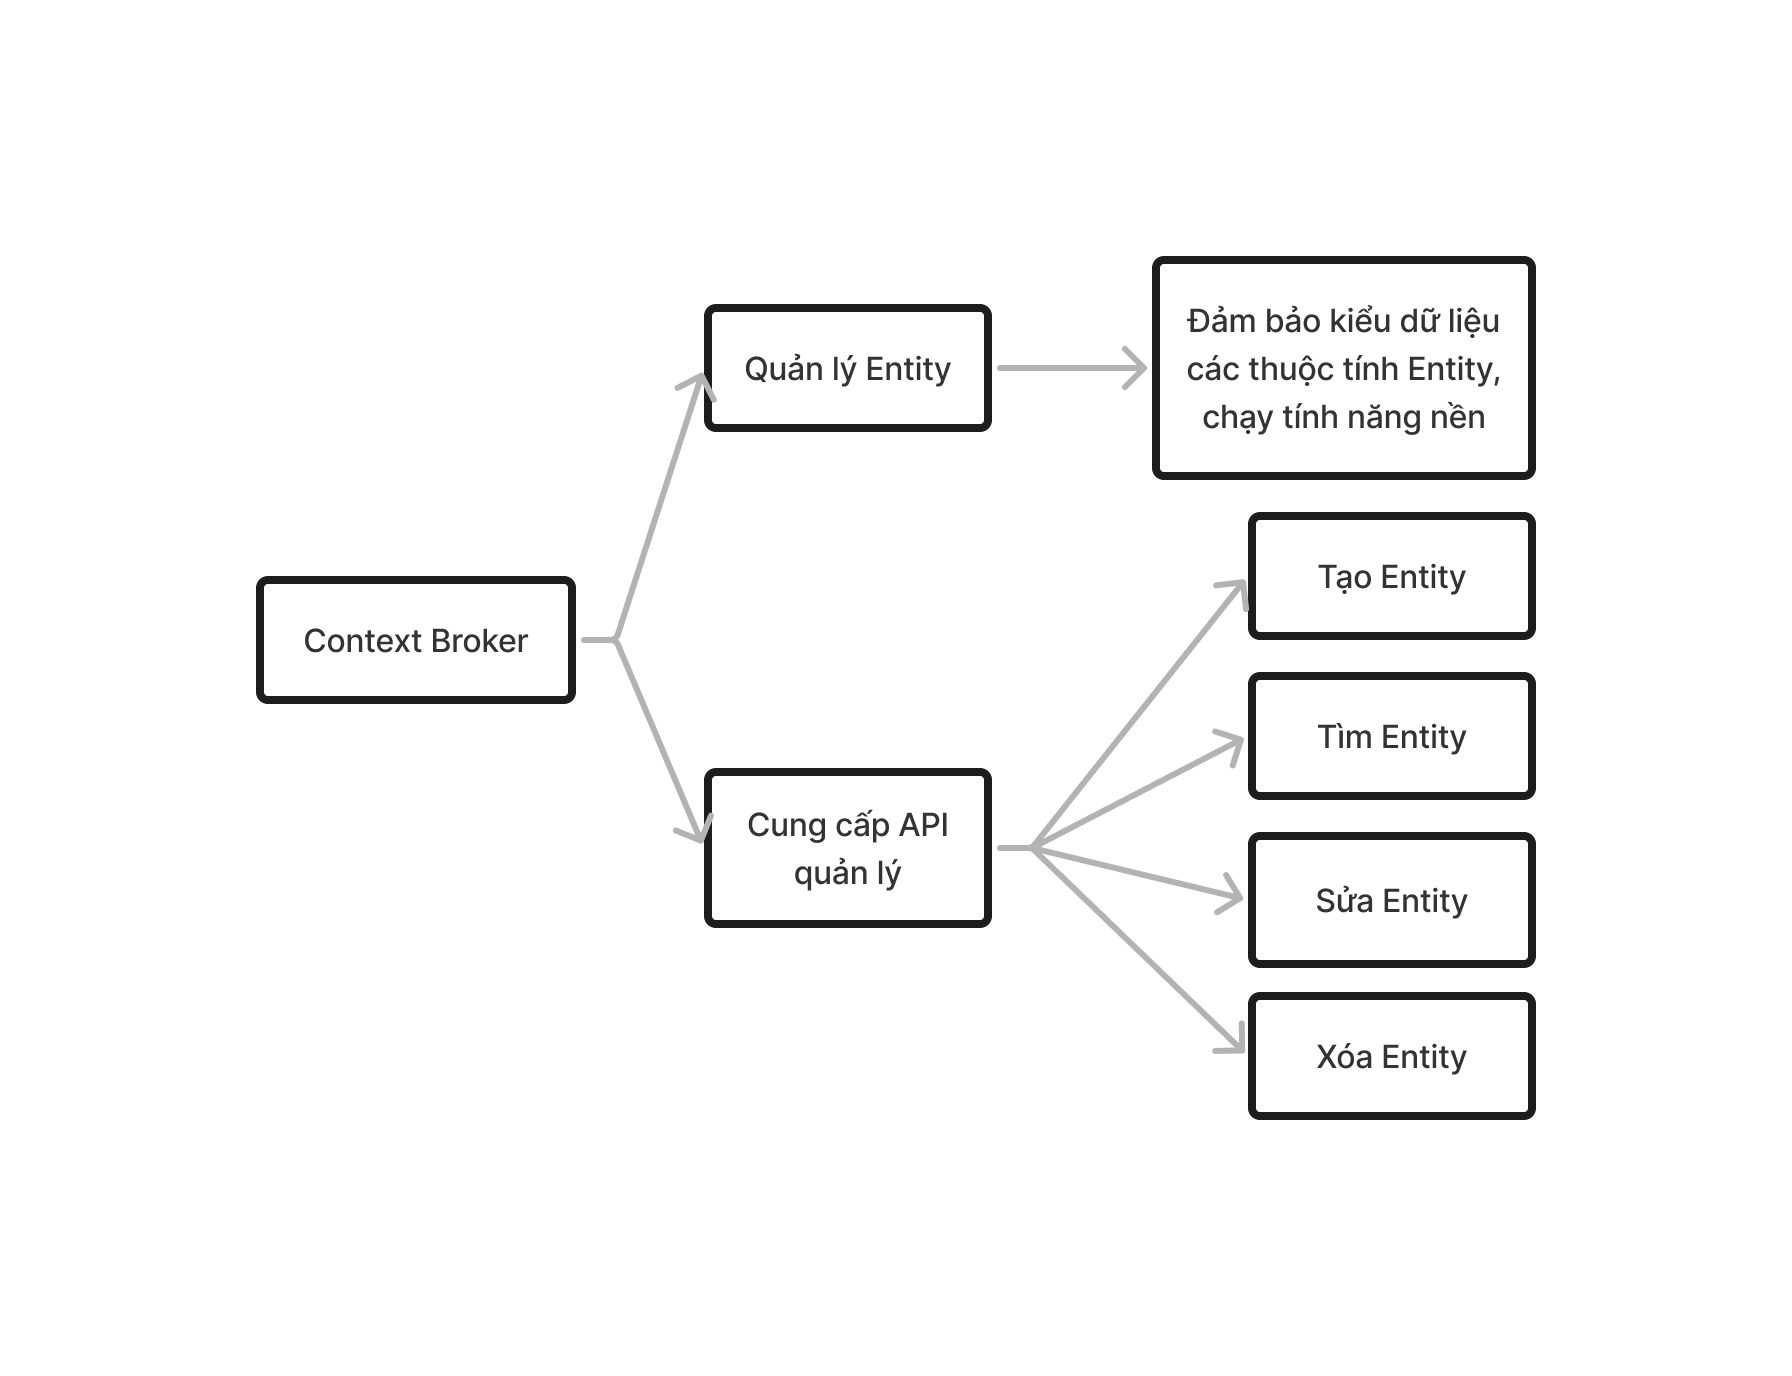 Context Broker
Quản lý Entity
Đảm bảo kiểu dữ liệu
các thuộc tính Entity,
chạy tính năng nền
Cung cấp API
quản lý
Tạo Entity
Tìm Entity
Sửa Entity
Xóa Entity